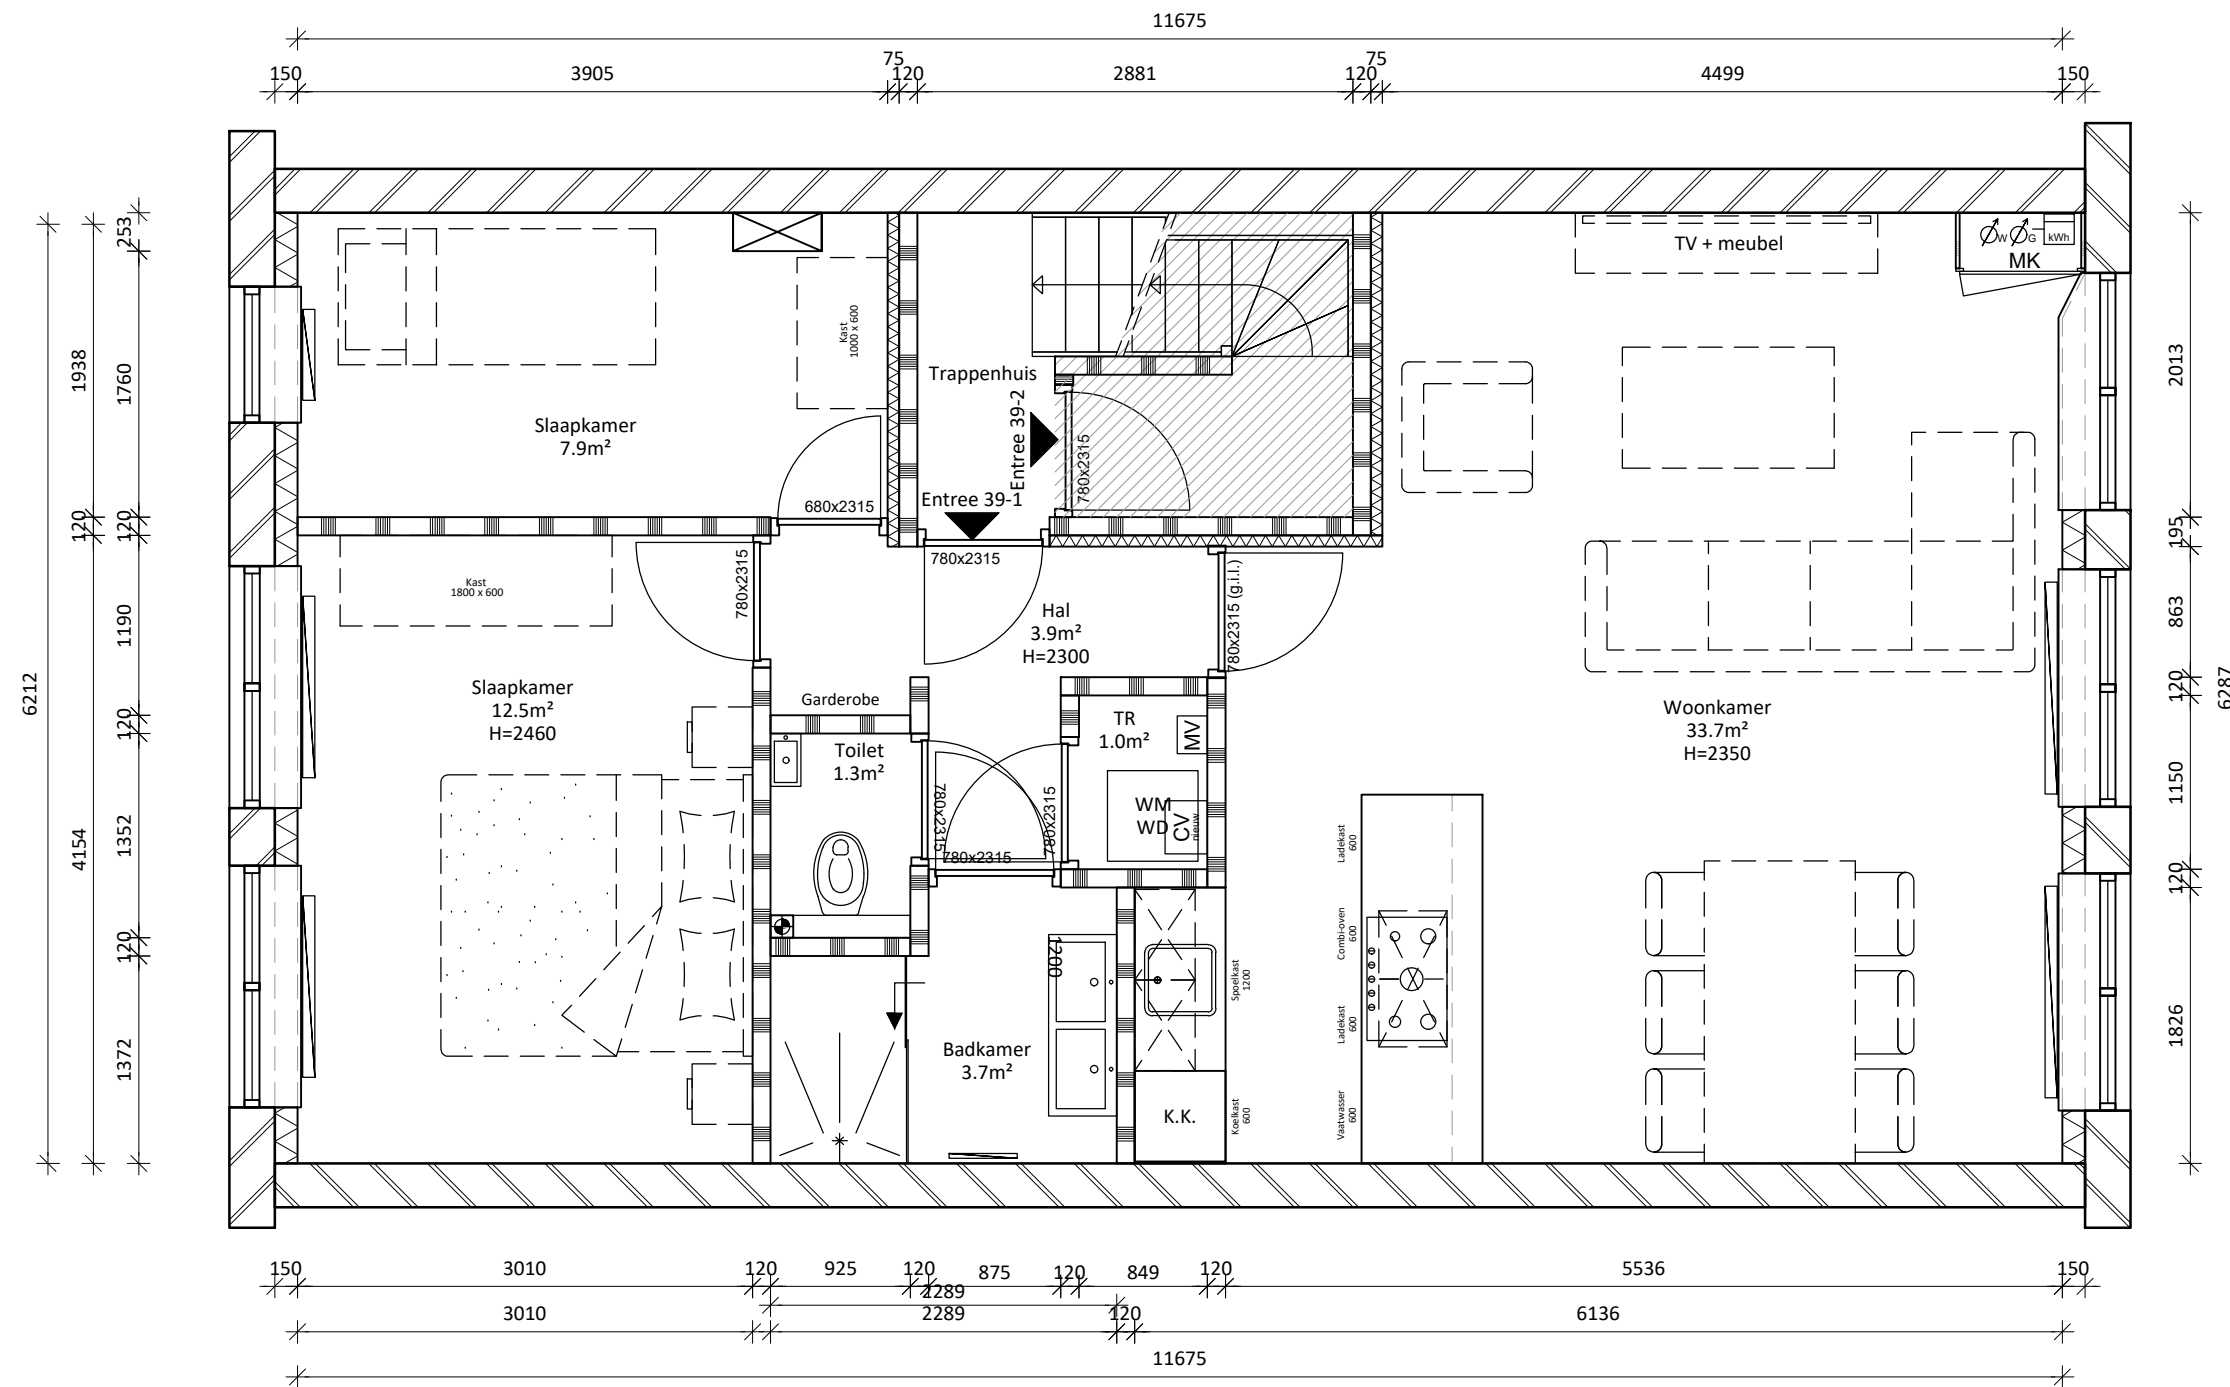 11675
75
75
150
3905
120
2881
120
4499
150
253
1938
1760
120
120
1190
6212
120
4154
1352
120
1372
2013
195
863
120
6287
1150
120
1826
TV + meubel
W
G
kWh
MK
Kast
1000 x 600
Trappenhuis
Entree 39-2
Slaapkamer
7.9m²
780x2315
Entree 39-1
680x2315
780x2315
780x2315
780x2315 (g.i.l.)
Kast
1800 x 600
Hal
3.9m²
H=2300
Slaapkamer
12.5m²
H=2460
Garderobe
TR
1.0m²
MV
Woonkamer
33.7m²
H=2350
Toilet
1.3m²
780x2315
780x2315
780x2315
WM
WD
CV
nieuw
Ladekast
600
Combi-oven
600
Ladekast
600
Vaatwasser
600
1200
Spoelkast
1200
Badkamer
3.7m²
K.K.
Koelkast
600
150
3010
120
925
120
875
120
849
120
5536
150
2289
3010
2289
120
6136
11675